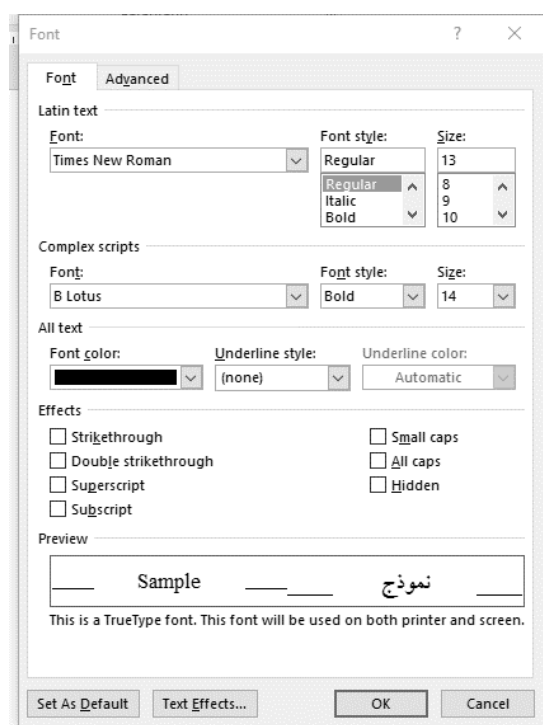 Font ?
Font Advanced
Latin text
Font: Font style: Size:
Times New Roman Regular 13
Regular 8
Italic 9
Bold 10
Complex scripts
Font: Font style: Size:
B Lotus Bold 14
All text
Font color: Underline style: Underline color:
(none) Automatic
Effects
Strikethrough Small caps
Double strikethrough All caps
Superscript Hidden
Subscript
Preview
Sample نموذج
This is a TrueType font. This font will be used on both printer and screen.
Set As Default Text Effects... OK Cancel